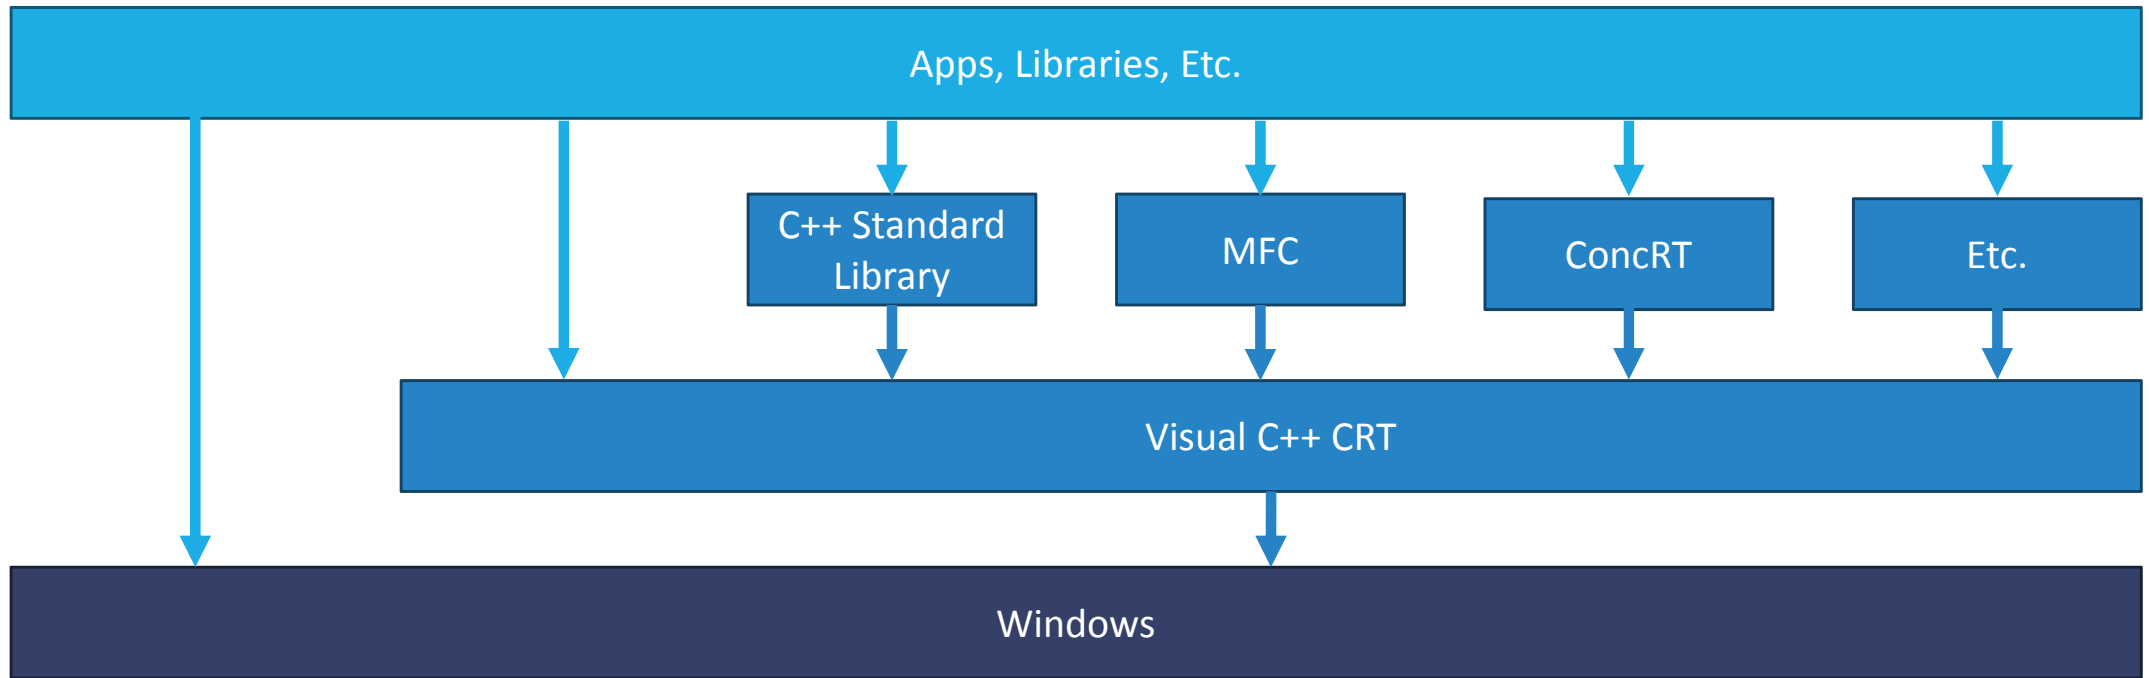 Apps, Libraries, Etc.
C++ Standard
Library
MFC
ConcRT
Etc.
Visual C++ CRT
Windows